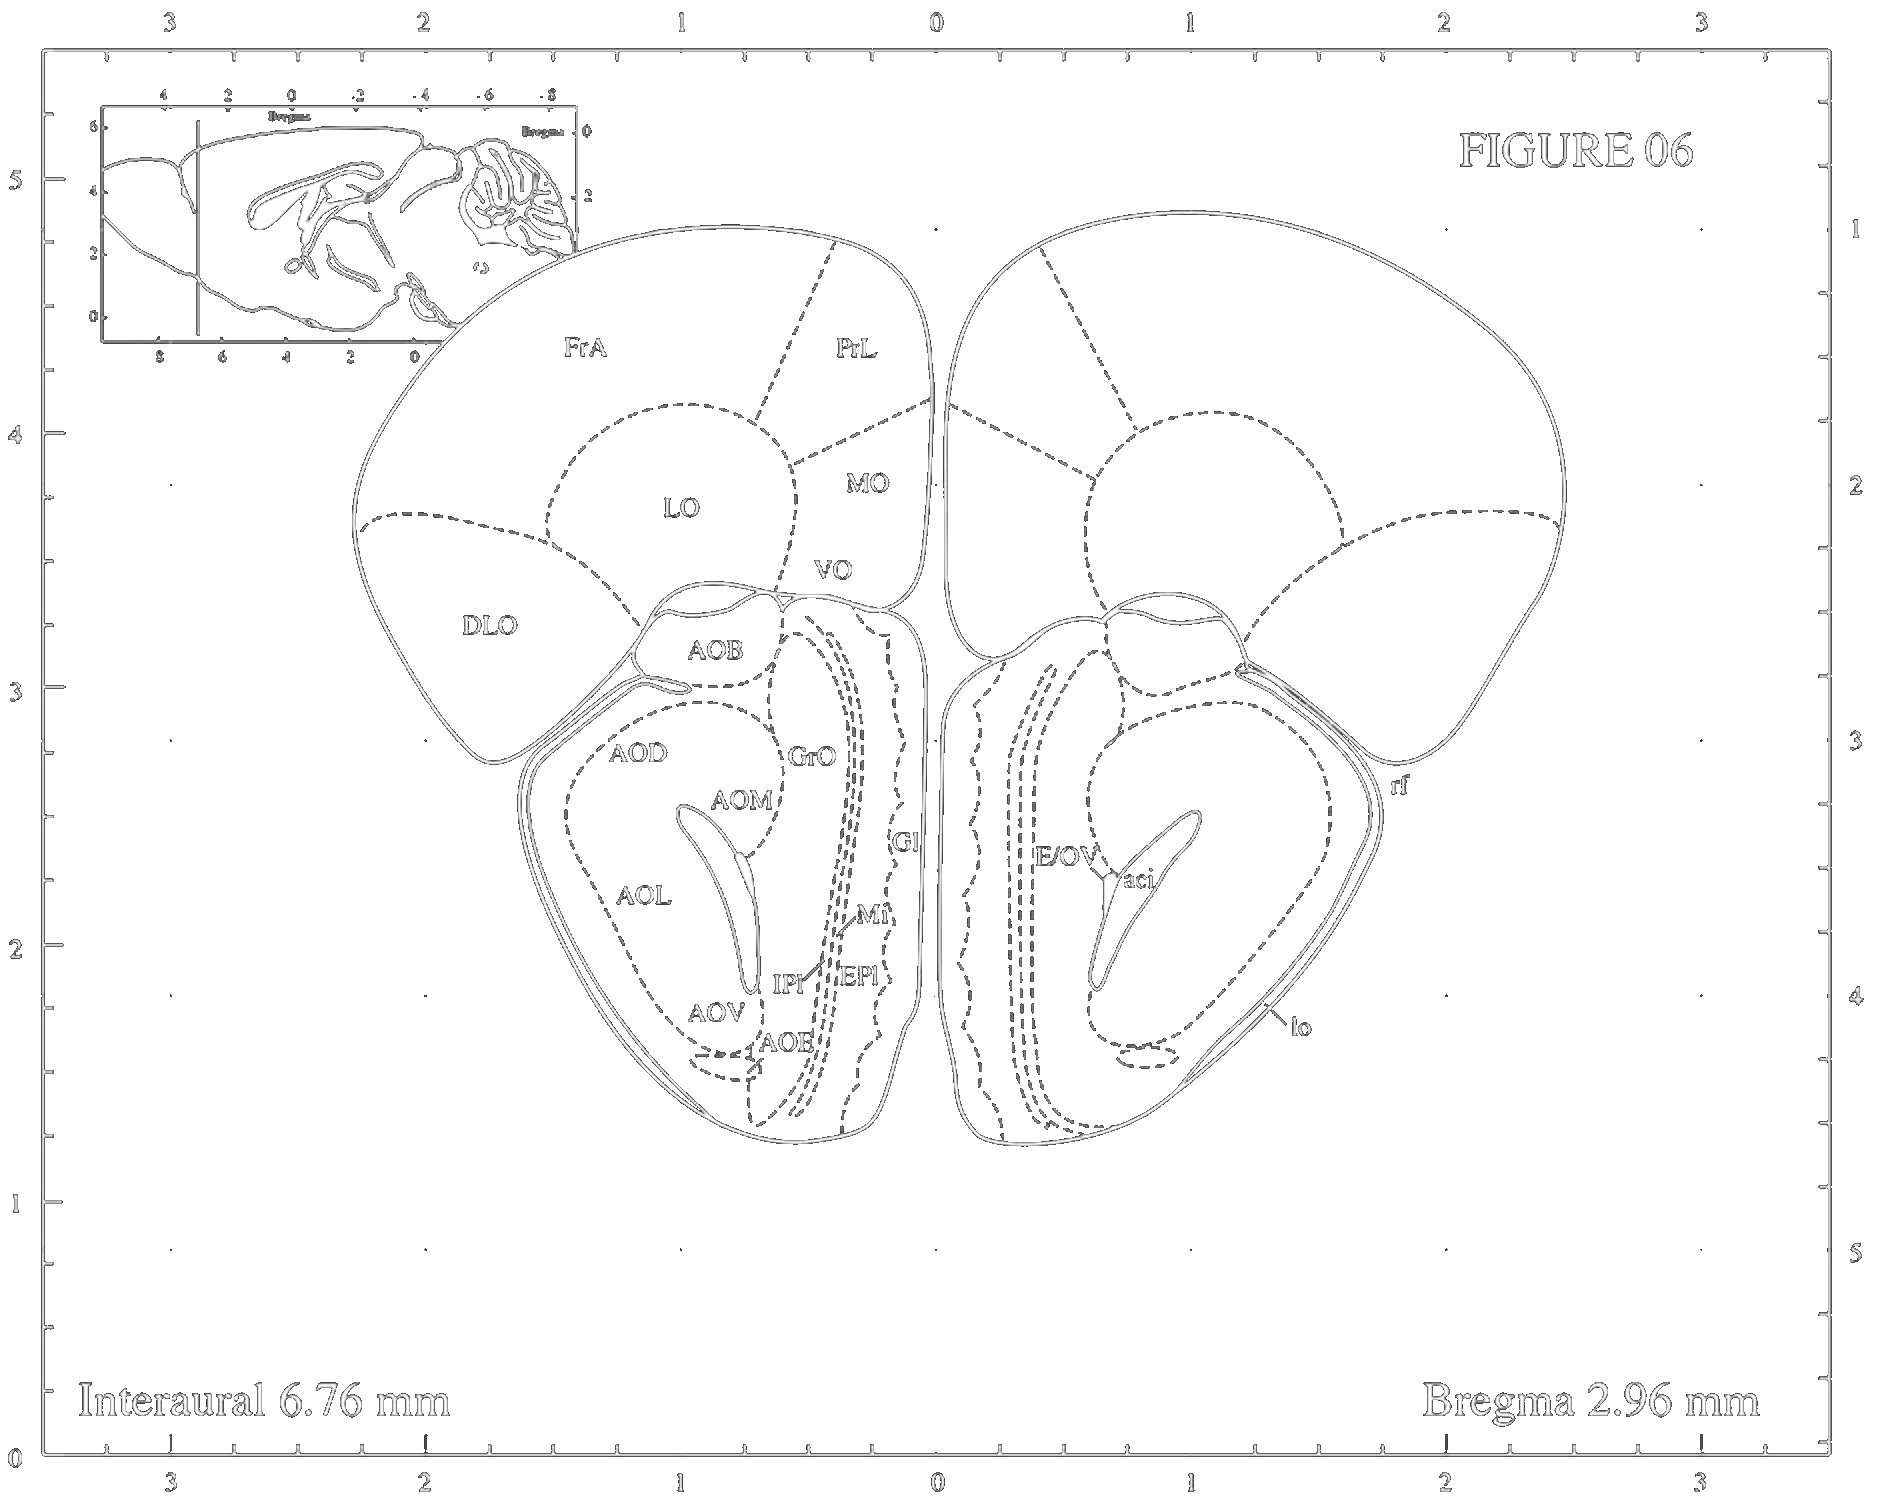 3 2 1 0 1 2 3
4 2 0 -2 -4 -6 -8
Bregma
Bregma
6 0
4 2
2
0
8 6 4 2 0
FIGURE 06
5
1
FrA PrL
4
LO MO
2
VO
DLO
AOB
3
AOD GrO
3
rf
AOM
Gl E/OV
aci
AOL
Mi
2
IPl EPl
4
AOV
lo
AOE
1
5
Interaural 6.76 mm
Bregma 2.96 mm
0
3 2 1 0 1 2 3